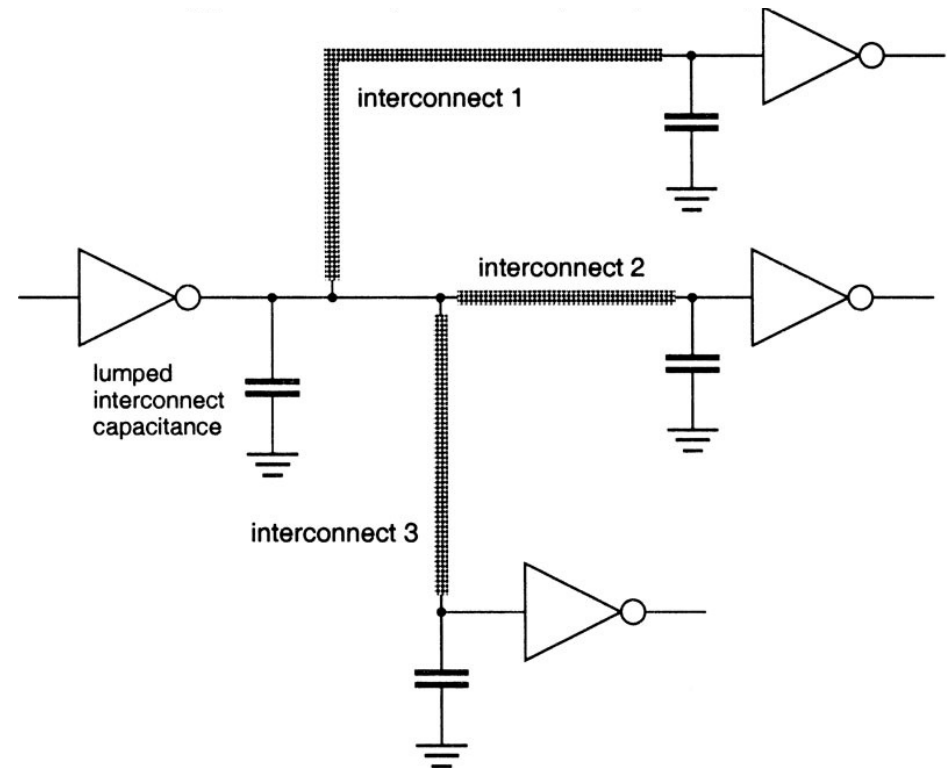 interconnect 1
interconnect 2
lumped
interconnect
capacitance
interconnect 3